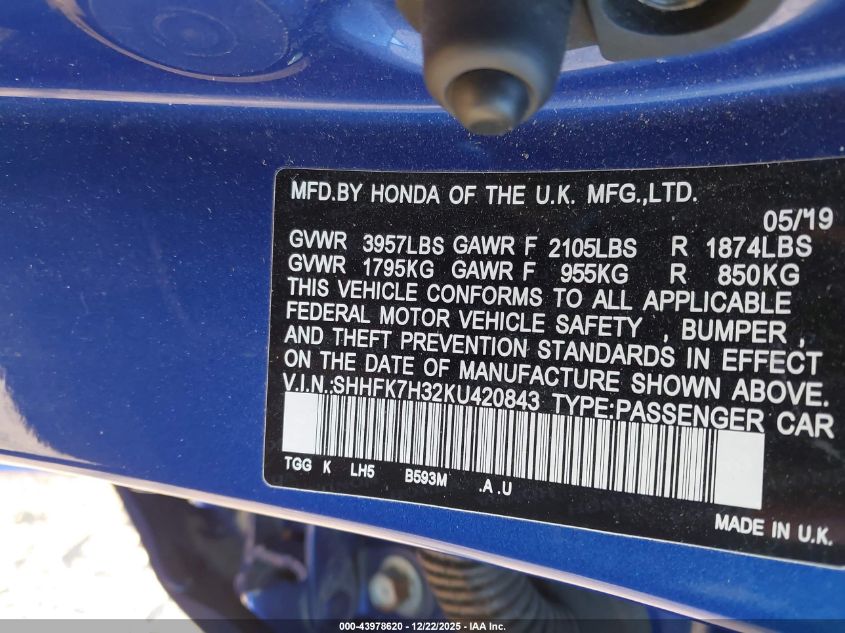 MFD.BY HONDA OF THE U.K. MFG.,LTD.
05/19
GVWR 3957LBS GAWR F 2105LBS R 1874LBS
GVWR 1795KG GAWR F 955KG R 850KG
THIS VEHICLE CONFORMS TO ALL APPLICABLE
FEDERAL MOTOR VEHICLE SAFETY , BUMPER ,
AND THEFT PREVENTION STANDARDS IN EFFECT
ON THE DATE OF MANUFACTURE SHOWN ABOVE.
V.I.N.:SHHFK7H32KU420843 TYPE:PASSENGER CAR
TGG K LH5 B593M .A .U
MADE IN U.K.
000-43978620 - 12/22/2025 - IAA Inc.